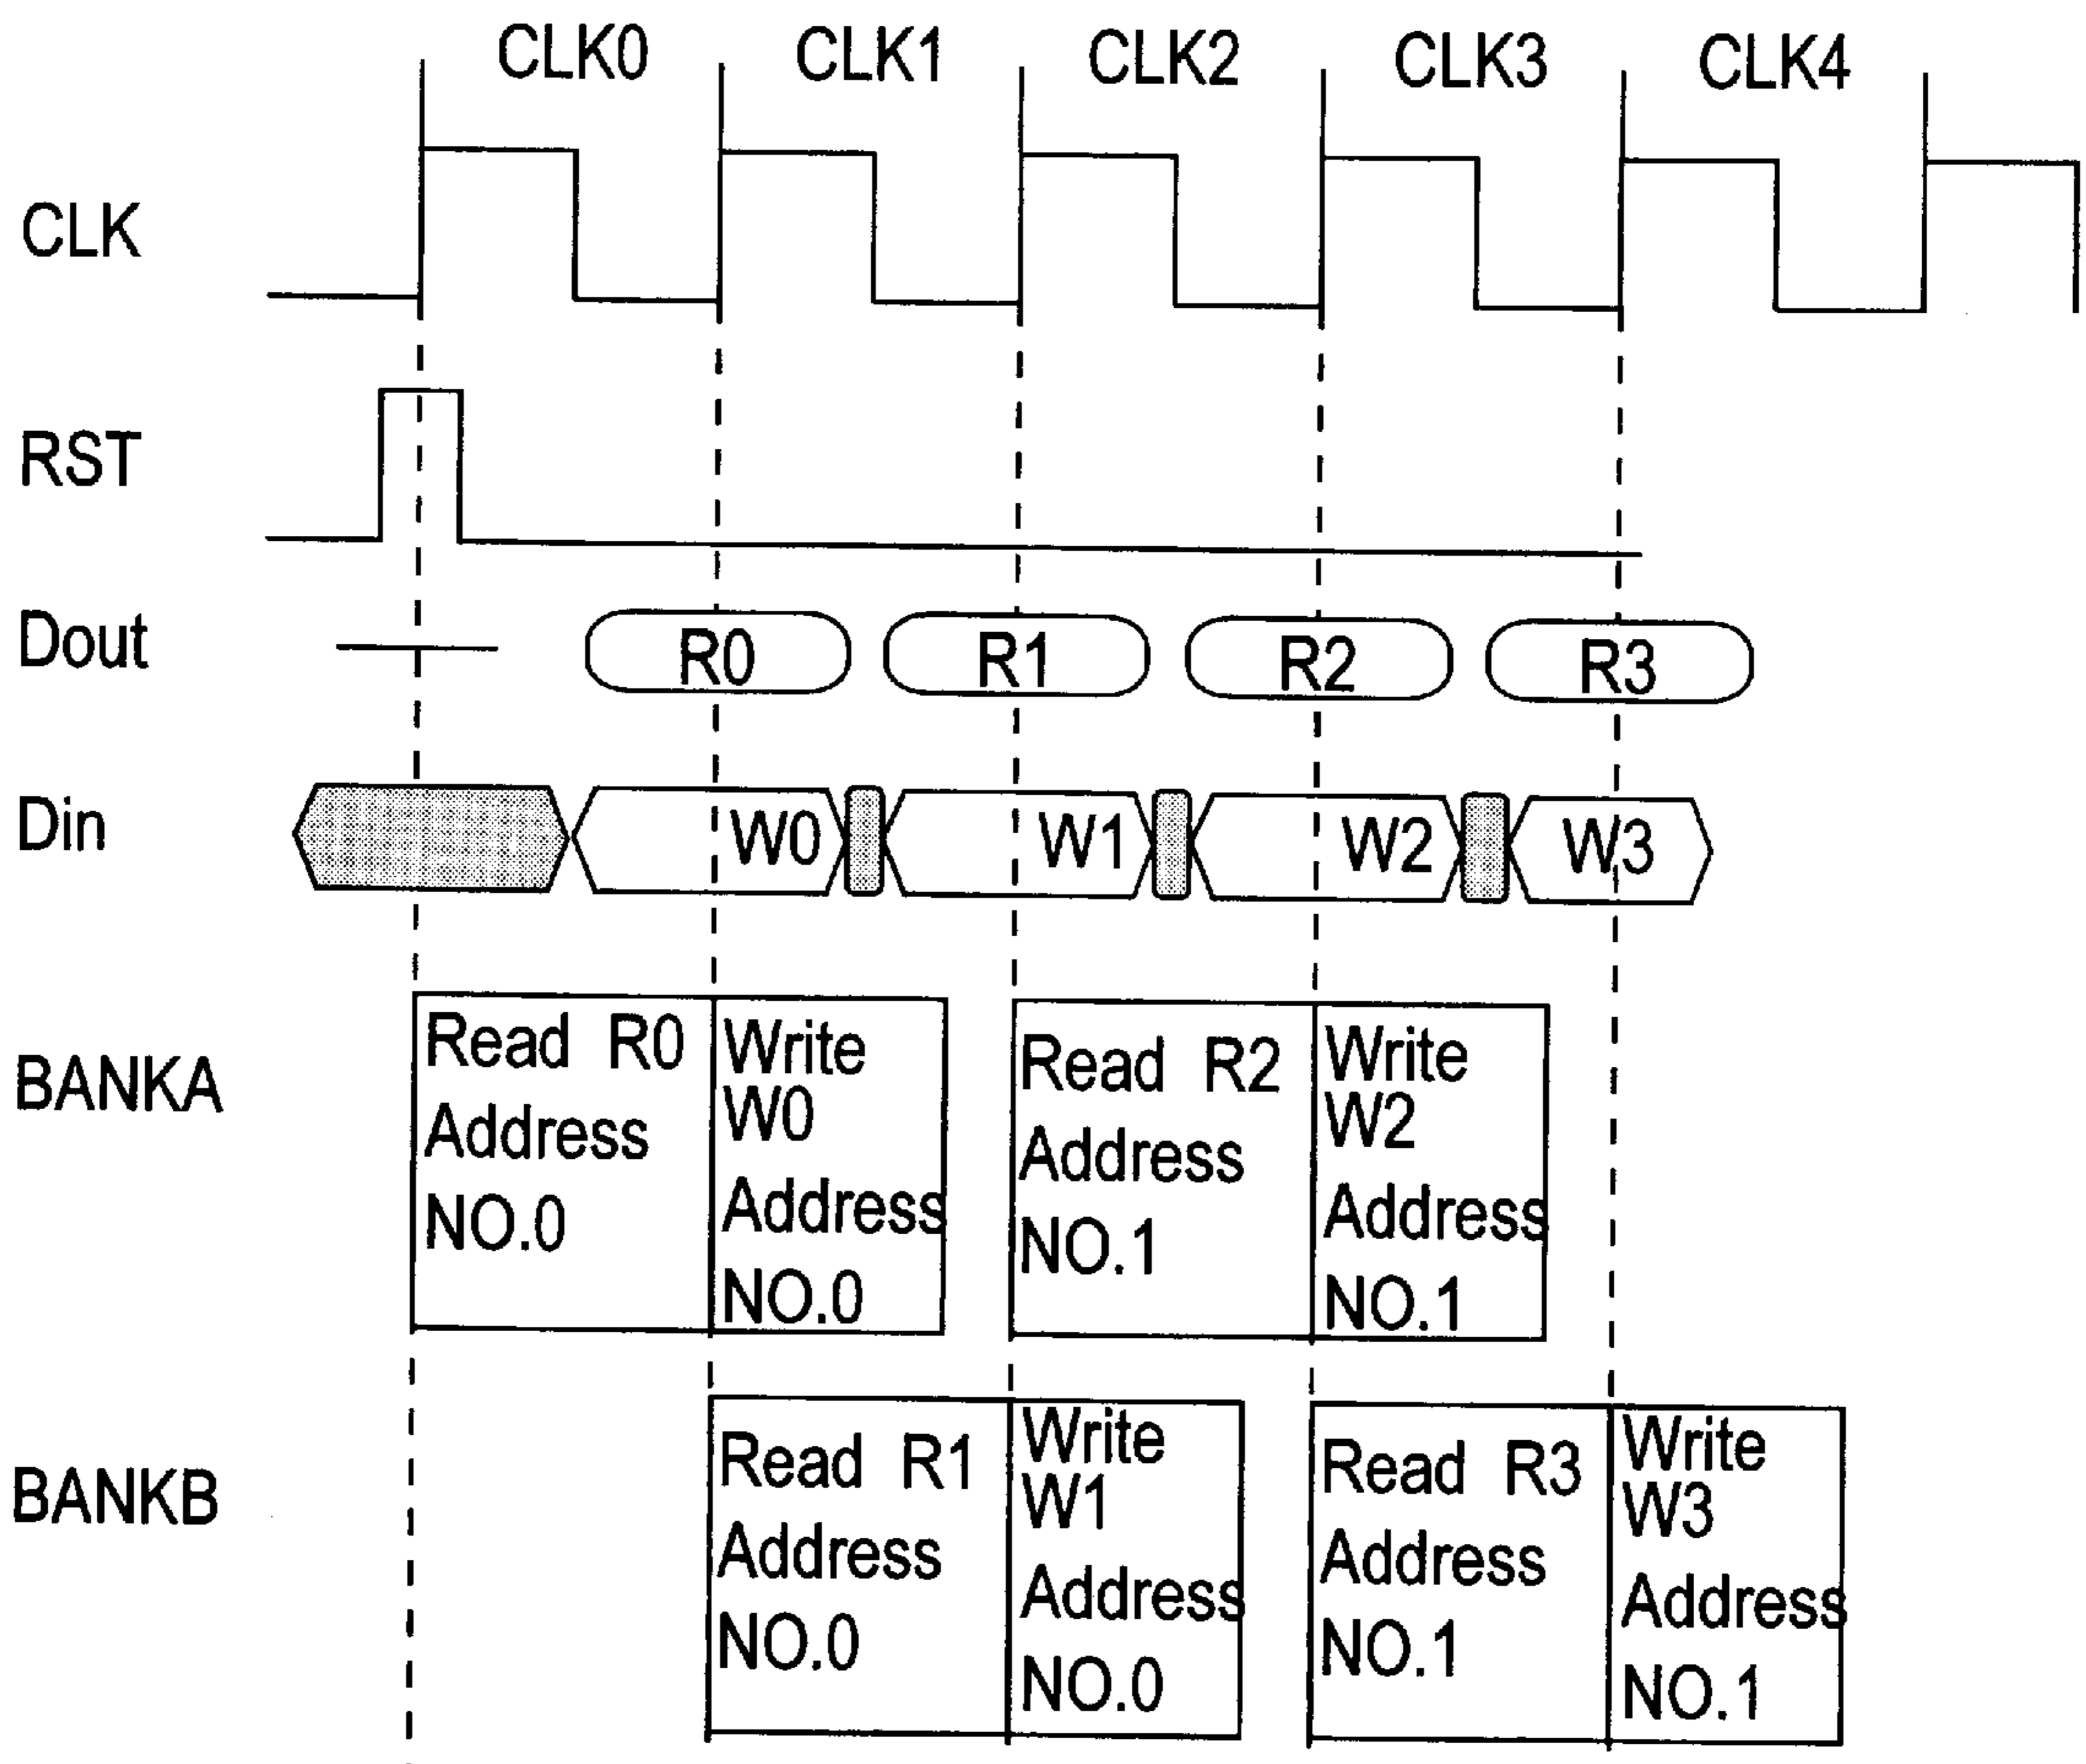 CLK0 CLK1 CLK2 CLK3 CLK4
CLK
RST
Dout R0 R1 R2 R3
Din W0 W1 W2 W3
BANKA
Read R0
Address
NO.0
Write
W0
Address
NO.0
Read R2
Address
NO.1
Write
W2
Address
NO.1
BANKB
Read R1
Address
NO.0
Write
W1
Address
NO.0
Read R3
Address
NO.1
Write
W3
Address
NO.1